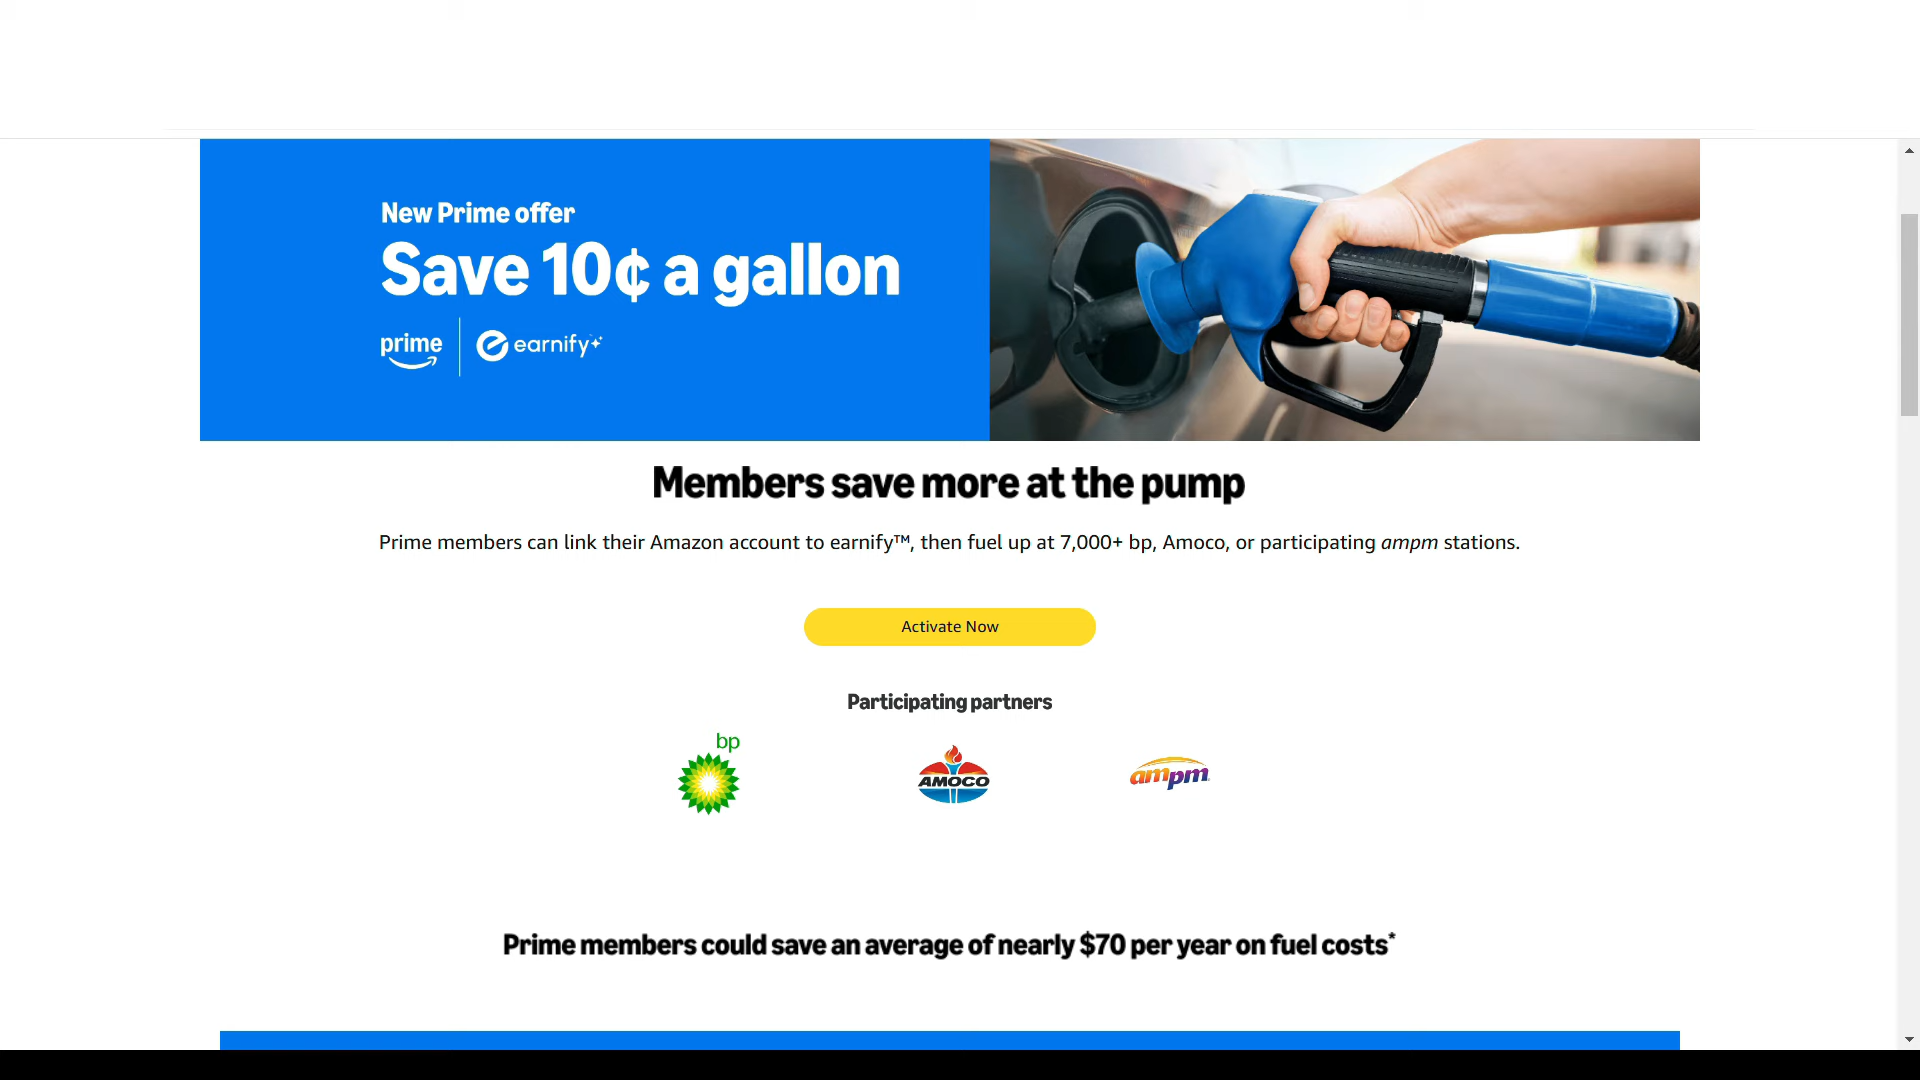 New Prime offer
Save 10¢ a gallon
prime
earnify
Members save more at the pump
Prime members can link their Amazon account to earnify™, then fuel up at 7,000+ bp, Amoco, or participating ampm stations.
Activate Now
Participating partners
bp
AMOCO
ampm
Prime members could save an average of nearly $70 per year on fuel costs*